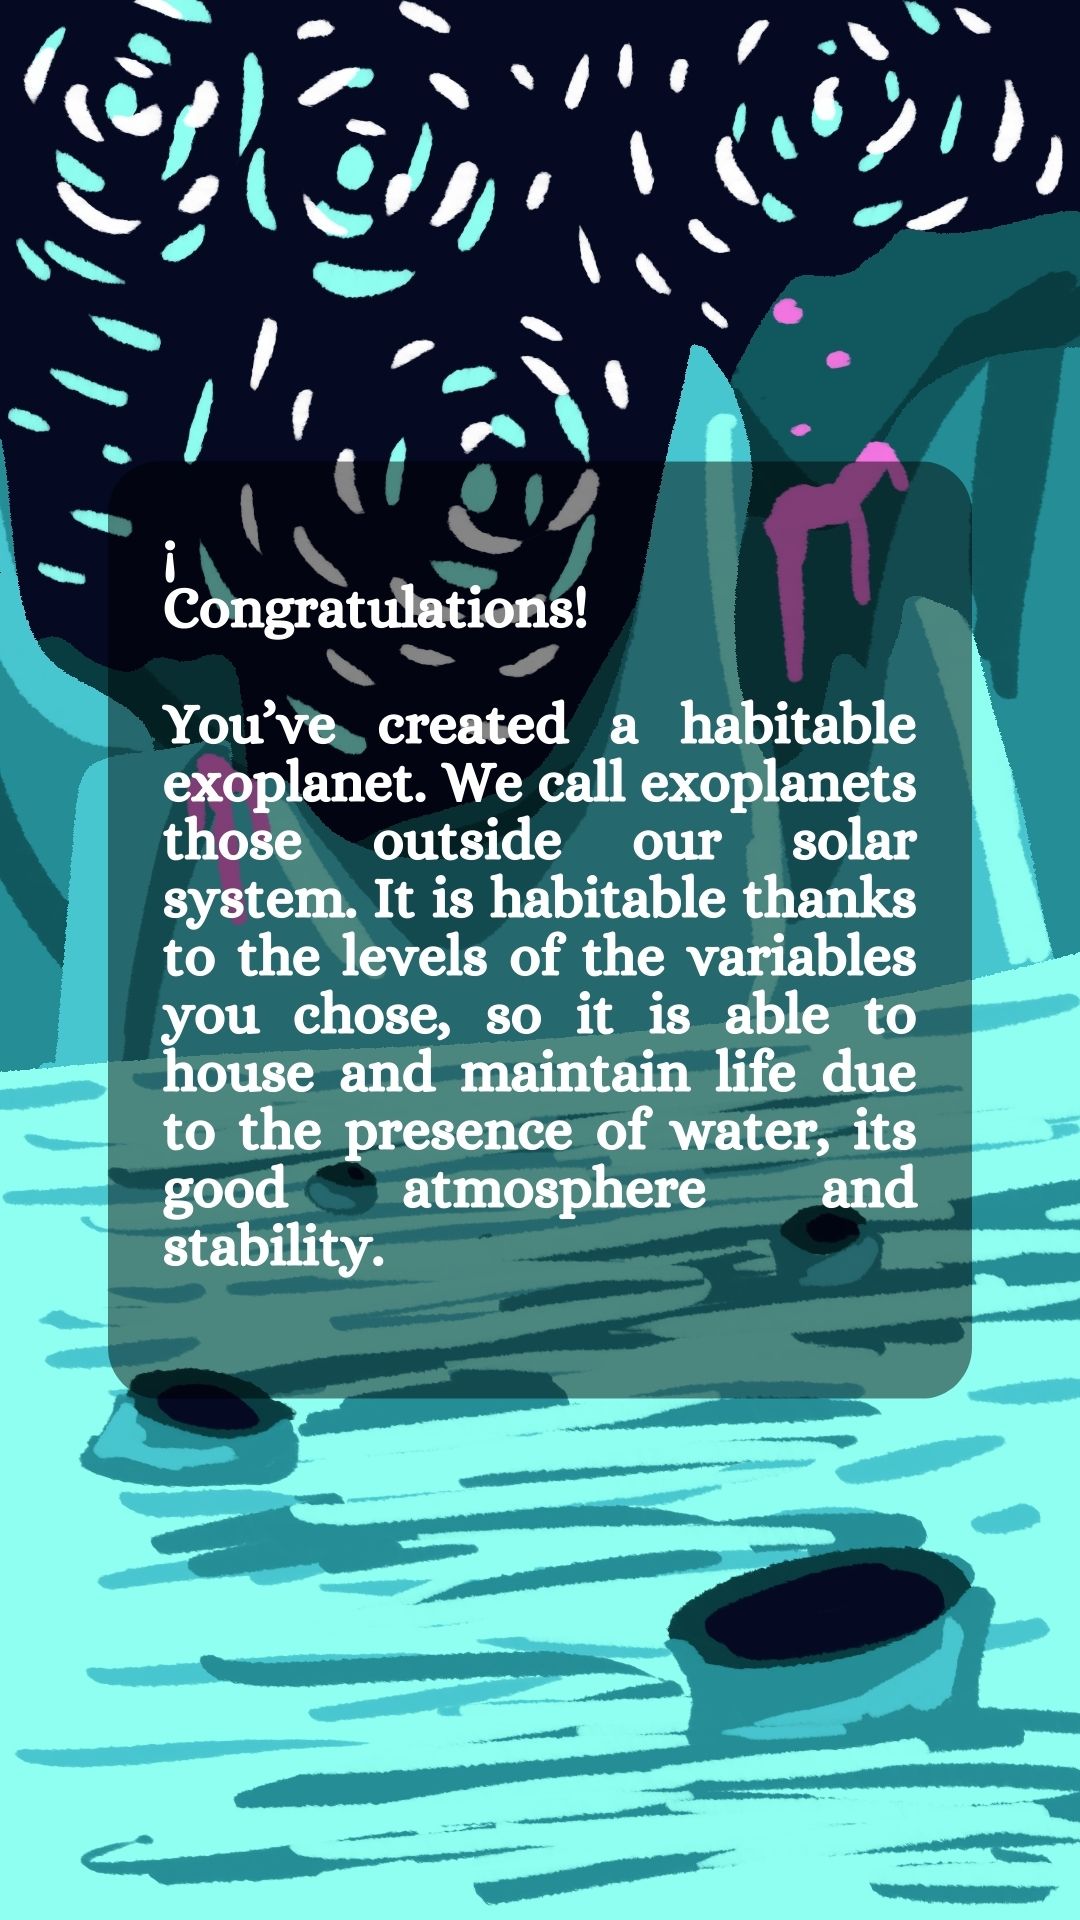 ¡
Congratulations!
You’ve created a habitable
exoplanet. We call exoplanets
those outside our solar
system. It is habitable thanks
to the levels of the variables
you chose, so it is able to
house and maintain life due
to the presence of water, its
good atmosphere and
stability.